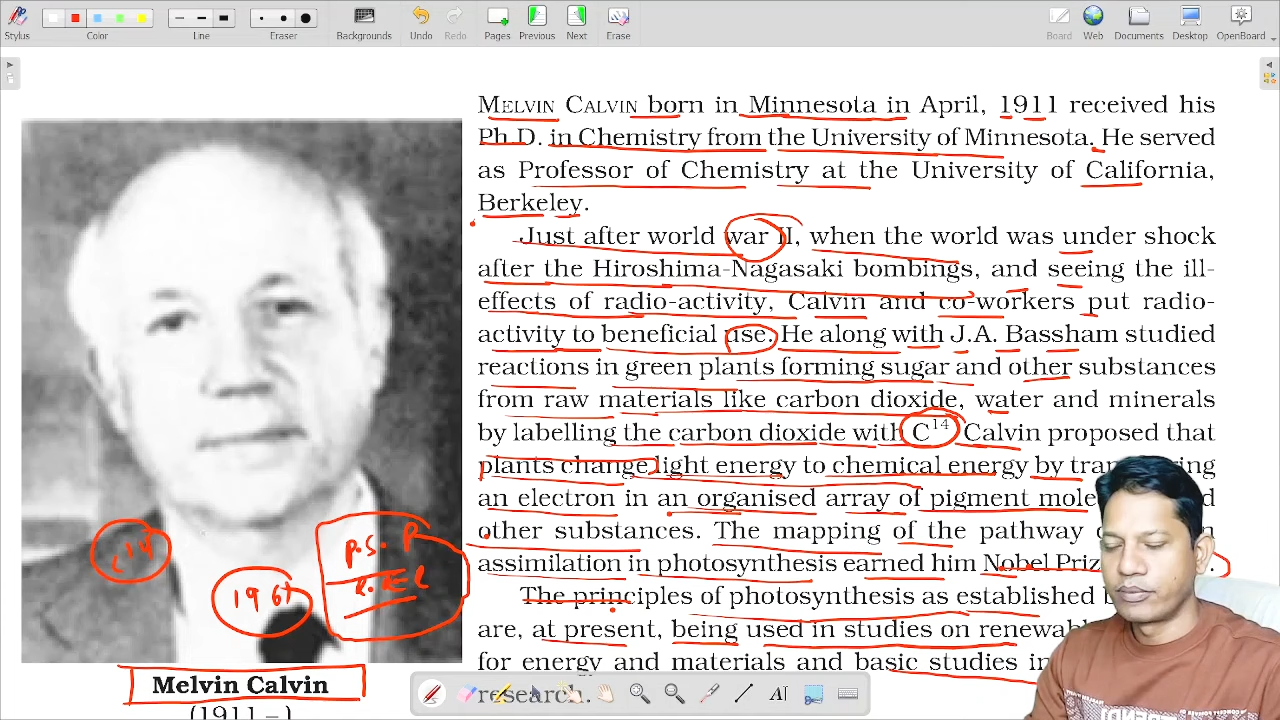 Stylus Color Line Eraser Backgrounds Undo Redo Pages Previous Next Erase Board Web Documents Desktop OpenBoard
MELVIN CALVIN born in Minnesota in April, 1911 received his
Ph.D. in Chemistry from the University of Minnesota. He served
as Professor of Chemistry at the University of California,
Berkeley.
Just after world war II, when the world was under shock
after the Hiroshima-Nagasaki bombings, and seeing the ill-
effects of radio-activity, Calvin and co-workers put radio-
activity to beneficial use. He along with J.A. Bassham studied
reactions in green plants forming sugar and other substances
from raw materials like carbon dioxide, water and minerals
by labelling the carbon dioxide with C14 Calvin proposed that
plants change light energy to chemical energy by
an electron in an organised array of pigment
other substances. The mapping of the pathway
assimilation in photosynthesis earned him Nobel
The principles of photosynthesis as established
are, at present, being used in studies on
for energy and materials and basic studies in
research.
C14
P.S. P
Melvin Calvin
(1911–)